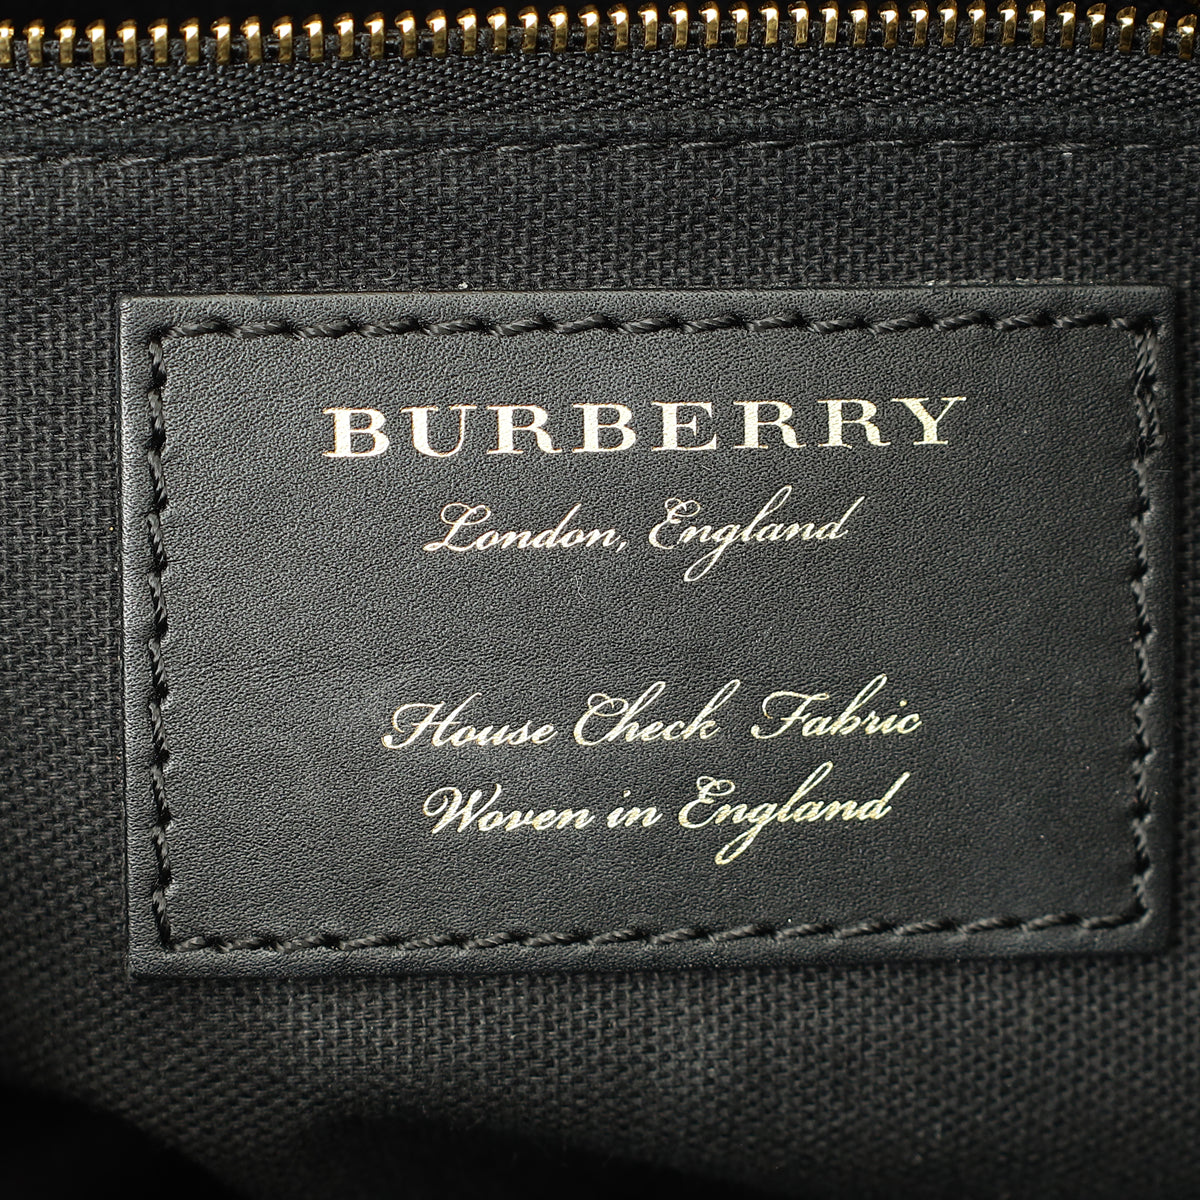 BURBERRY
London, England
House Check Fabric
Woven in England